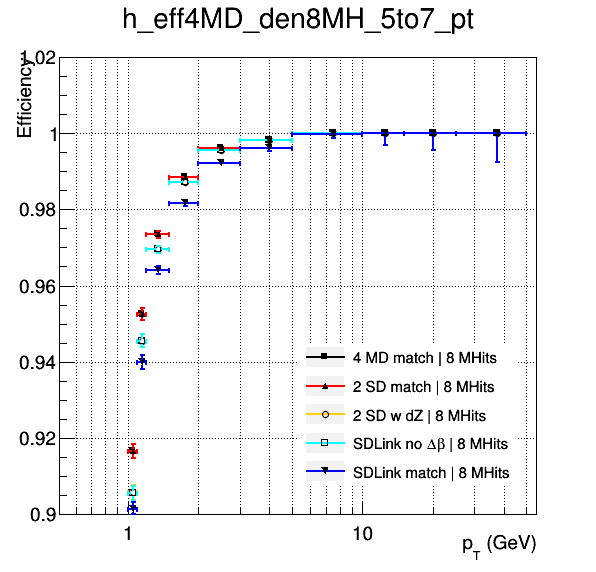 h_eff4MD_den8MH_5to7_pt
Efficiency
1.02
1
0.98
0.96
0.94
0.92
0.9
4 MD match | 8 MHits
2 SD match | 8 MHits
2 SD w dZ | 8 MHits
SDLink no Δβ | 8 MHits
SDLink match | 8 MHits
1
10
p_T (GeV)